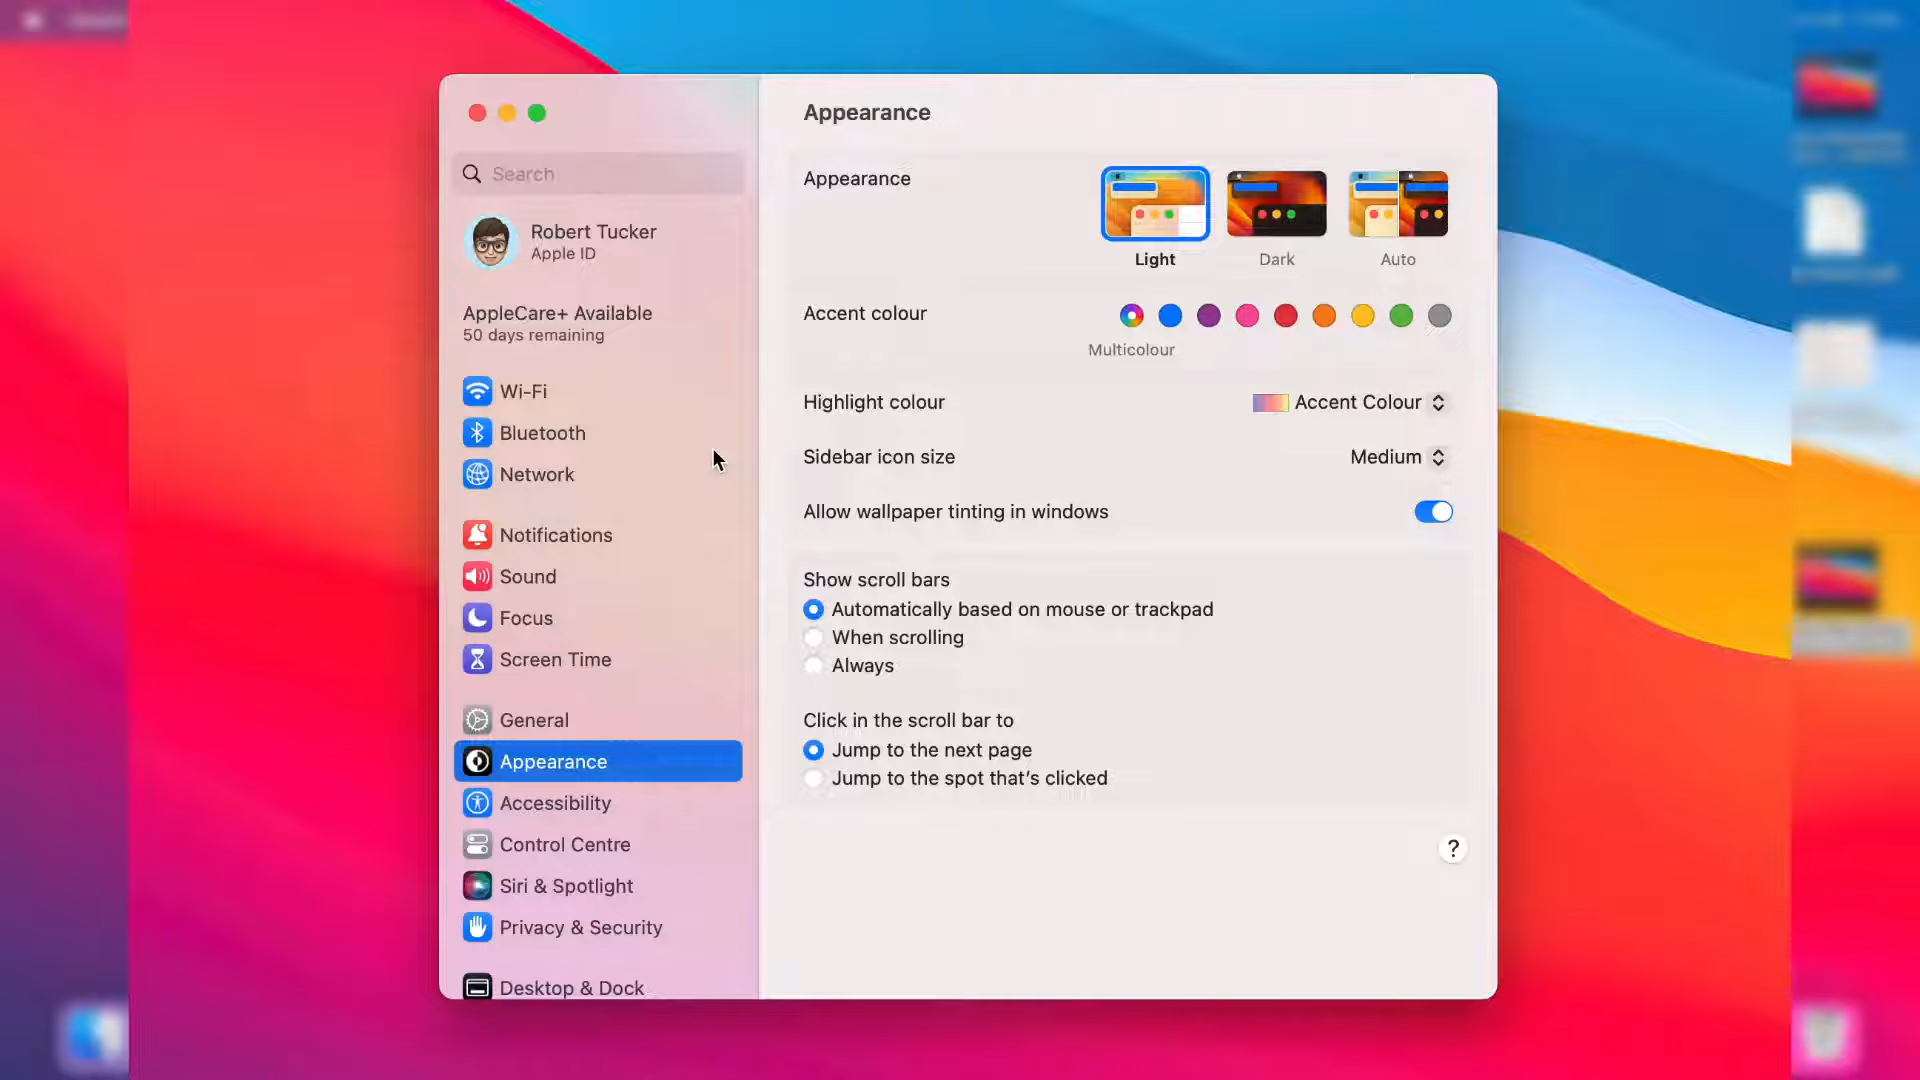 Search
Robert Tucker
Apple ID
AppleCare+ Available
50 days remaining
Wi-Fi
Bluetooth
Network
Notifications
Sound
Focus
Screen Time
General
Appearance
Accessibility
Control Centre
Siri & Spotlight
Privacy & Security
Desktop & Dock
Appearance
Appearance
Light
Dark
Auto
Accent colour
Multicolour
Highlight colour
Accent Colour
Sidebar icon size
Medium
Allow wallpaper tinting in windows
Show scroll bars
Automatically based on mouse or trackpad
When scrolling
Always
Click in the scroll bar to
Jump to the next page
Jump to the spot that's clicked
?